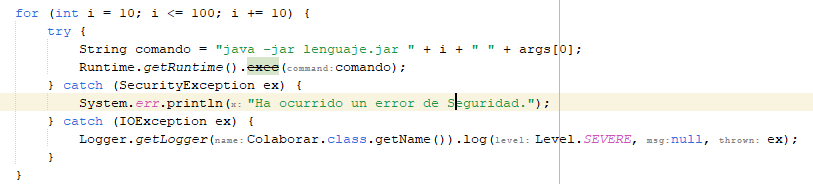 for (int i = 10; i <= 100; i += 10) {
try {
String comando = "java -jar lenguaje.jar " + i + " " + args[0];
Runtime.getRuntime().exec(command:comando);
} catch (SecurityException ex) {
System.err.println(x: "Ha ocurrido un error de Seguridad.");
} catch (IOException ex) {
Logger.getLogger(name:Colaborar.class.getName()).log(level: Level.SEVERE, msg:null, thrown: ex);
}
}